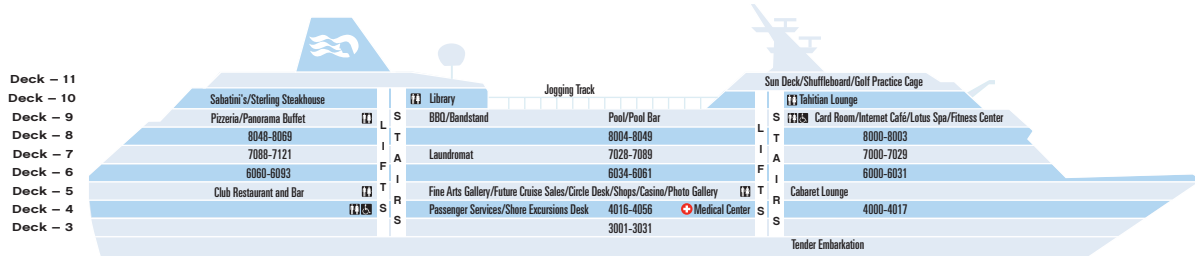 Deck – 11
Sun Deck/Shuffleboard/Golf Practice Cage
Jogging Track
Deck – 10
Sabatini's/Sterling Steakhouse
Library
Tahitian Lounge
Deck – 9
Pizzeria/Panorama Buffet
BBQ/Bandstand
Pool/Pool Bar
Card Room/Internet Café/Lotus Spa/Fitness Center
Deck – 8
8048-8069
8004-8049
8000-8003
Deck – 7
7088-7121
Laundromat
7028-7089
7000-7029
Deck – 6
6060-6093
6034-6061
6000-6031
Deck – 5
Club Restaurant and Bar
Fine Arts Gallery/Future Cruise Sales/Circle Desk/Shops/Casino/Photo Gallery
Cabaret Lounge
Deck – 4
Passenger Services/Shore Excursions Desk
4016-4056
Medical Center
4000-4017
Deck – 3
3001-3031
Tender Embarkation
LIFTS
STAIRS
LIFTS
STAIRS